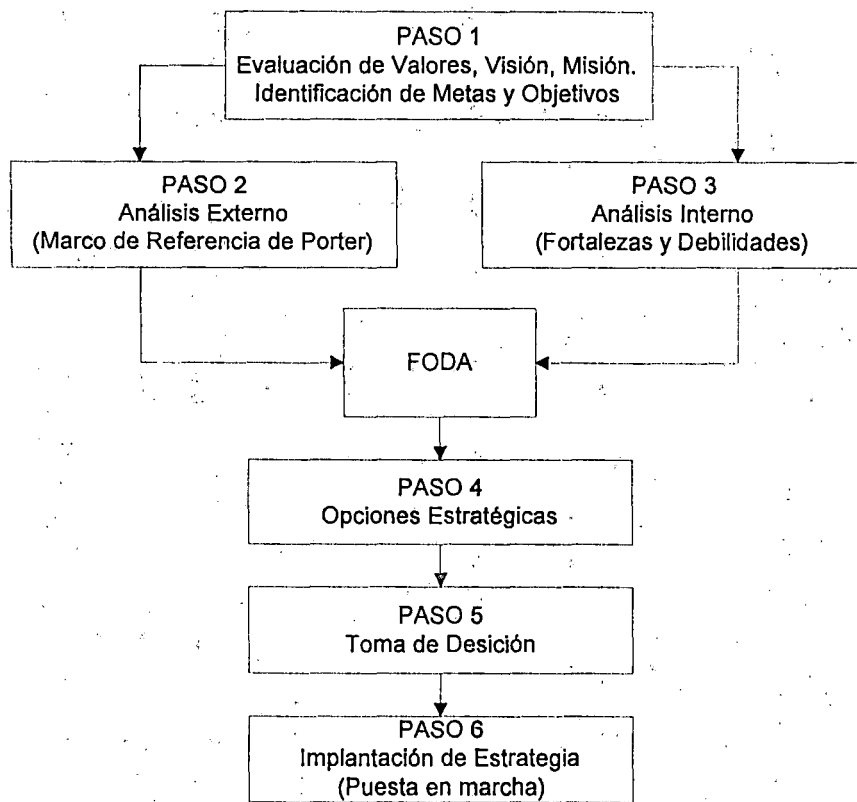 PASO 1
Evaluación de Valores, Visión, Misión.
Identificación de Metas y Objetivos
PASO 2
Análisis Externo
(Marco de Referencia de Porter)
PASO 3
Análisis Interno
(Fortalezas y Debilidades)
FODA
PASO 4
Opciones Estratégicas
PASO 5
Toma de Desición
PASO 6
Implantación de Estrategia
(Puesta en marcha)